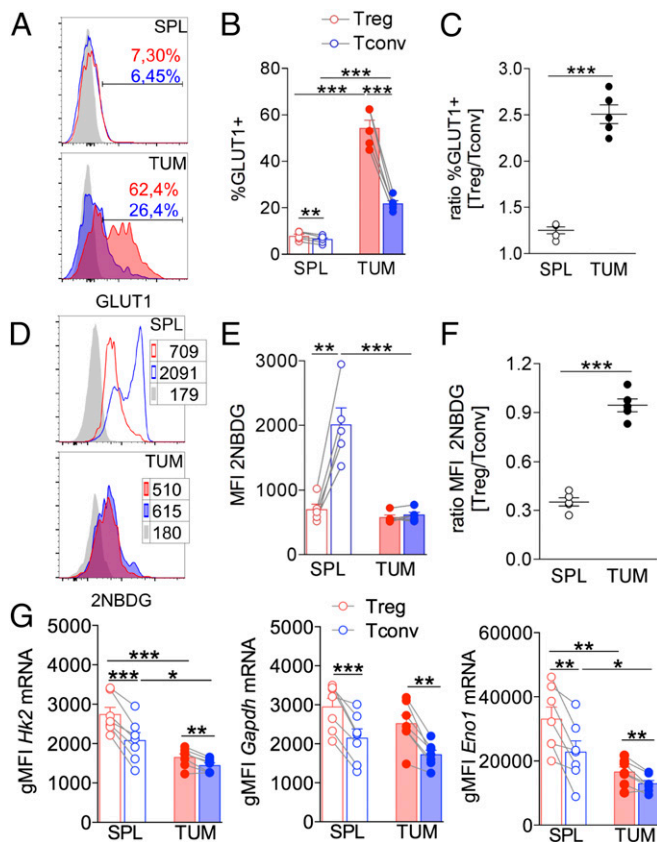 A
SPL
7,30%
6,45%
TUM
62,4%
26,4%
GLUT1
B
Treg
Tconv
***
*** ***
**
%GLUT1+
80
60
40
20
0
SPL TUM
C
***
ratio %GLUT1+
[Treg/Tconv]
3.0
2.5
2.0
1.5
1.0
SPL TUM
D
SPL
709
2091
179
TUM
510
615
180
2NBDG
E
** ***
MFI 2NBDG
3000
2000
1000
0
SPL TUM
F
***
ratio MFI 2NBDG
[Treg/Tconv]
1.2
0.9
0.6
0.3
0.0
SPL TUM
G
Treg
Tconv
gMFI Hk2 mRNA
5000
4000
3000
2000
1000
0
***
*** *
**
SPL TUM
gMFI Gapdh mRNA
5000
4000
3000
2000
1000
0
***
**
SPL TUM
gMFI Eno1 mRNA
60000
40000
20000
0
**
** *
**
SPL TUM